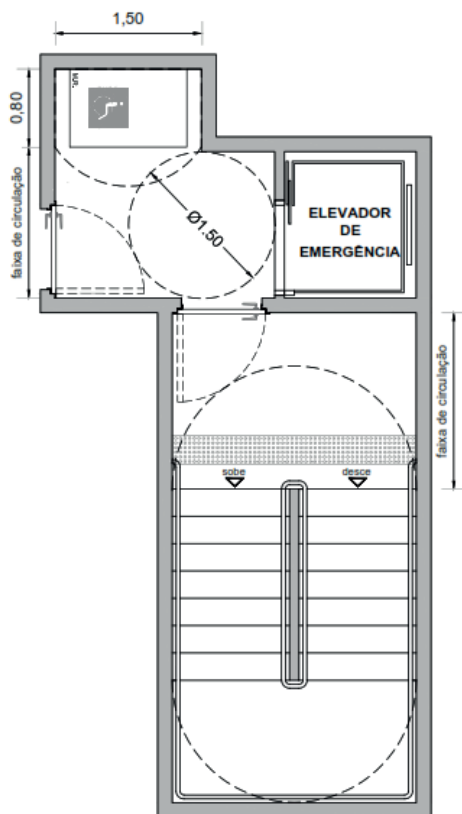 1,50
0,80
M.R.
faixa de circulação
Ø1.50
ELEVADOR
DE
EMERGÊNCIA
faixa de circulação
sobe
desce